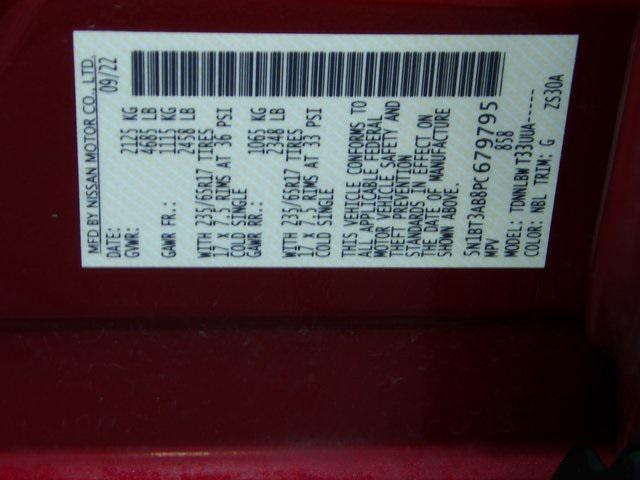 MFD BY NISSAN MOTOR CO., LTD.
DATE: 09/22
GVWR: 2125 KG
4685 LB
GAWR FR.: 1115 KG
2458 LB
WITH 235/65R17 TIRES
17 X 7.5 RIMS AT 36 PSI
COLD SINGLE
GAWR RR.: 1065 KG
2348 LB
WITH 235/65R17 TIRES
17 X 7.5 RIMS AT 33 PSI
COLD SINGLE
THIS VEHICLE CONFORMS TO
ALL APPLICABLE FEDERAL
MOTOR VEHICLE SAFETY AND
THEFT PREVENTION
STANDARDS IN EFFECT ON
THE DATE OF MANUFACTURE
SHOWN ABOVE.
5N1BT3AB8PC679795
MPV 858
MODEL: TDNNLBW T330UIA-----
COLOR: NBL TRIM: G ZS30A